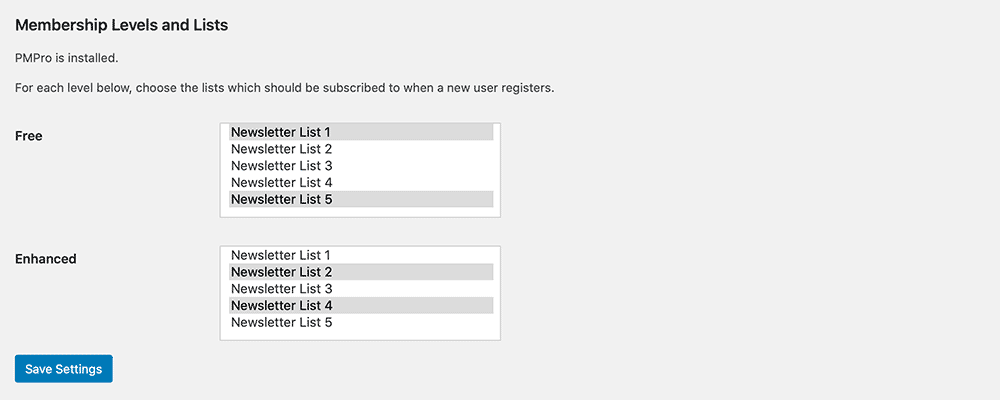 Membership Levels and Lists
PMPro is installed.
For each level below, choose the lists which should be subscribed to when a new user registers.
Free
Newsletter List 1
Newsletter List 2
Newsletter List 3
Newsletter List 4
Newsletter List 5
Enhanced
Newsletter List 1
Newsletter List 2
Newsletter List 3
Newsletter List 4
Newsletter List 5
Save Settings